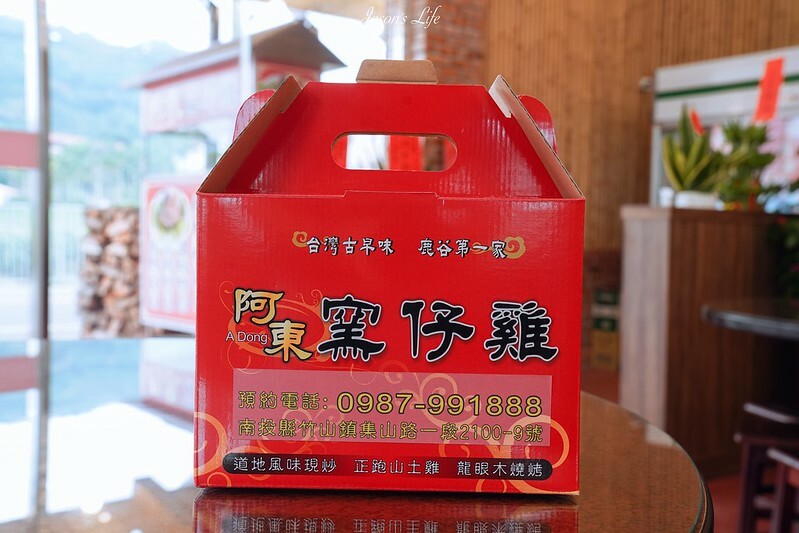 Jason's Life
台灣古早味 鹿谷第一家
阿東窯仔雞
A Dong
預約電話: 0987-991888
南投縣竹山鎮集山路一段2100-9號
道地風味現炒 正跑山土雞 龍眼木燒烤